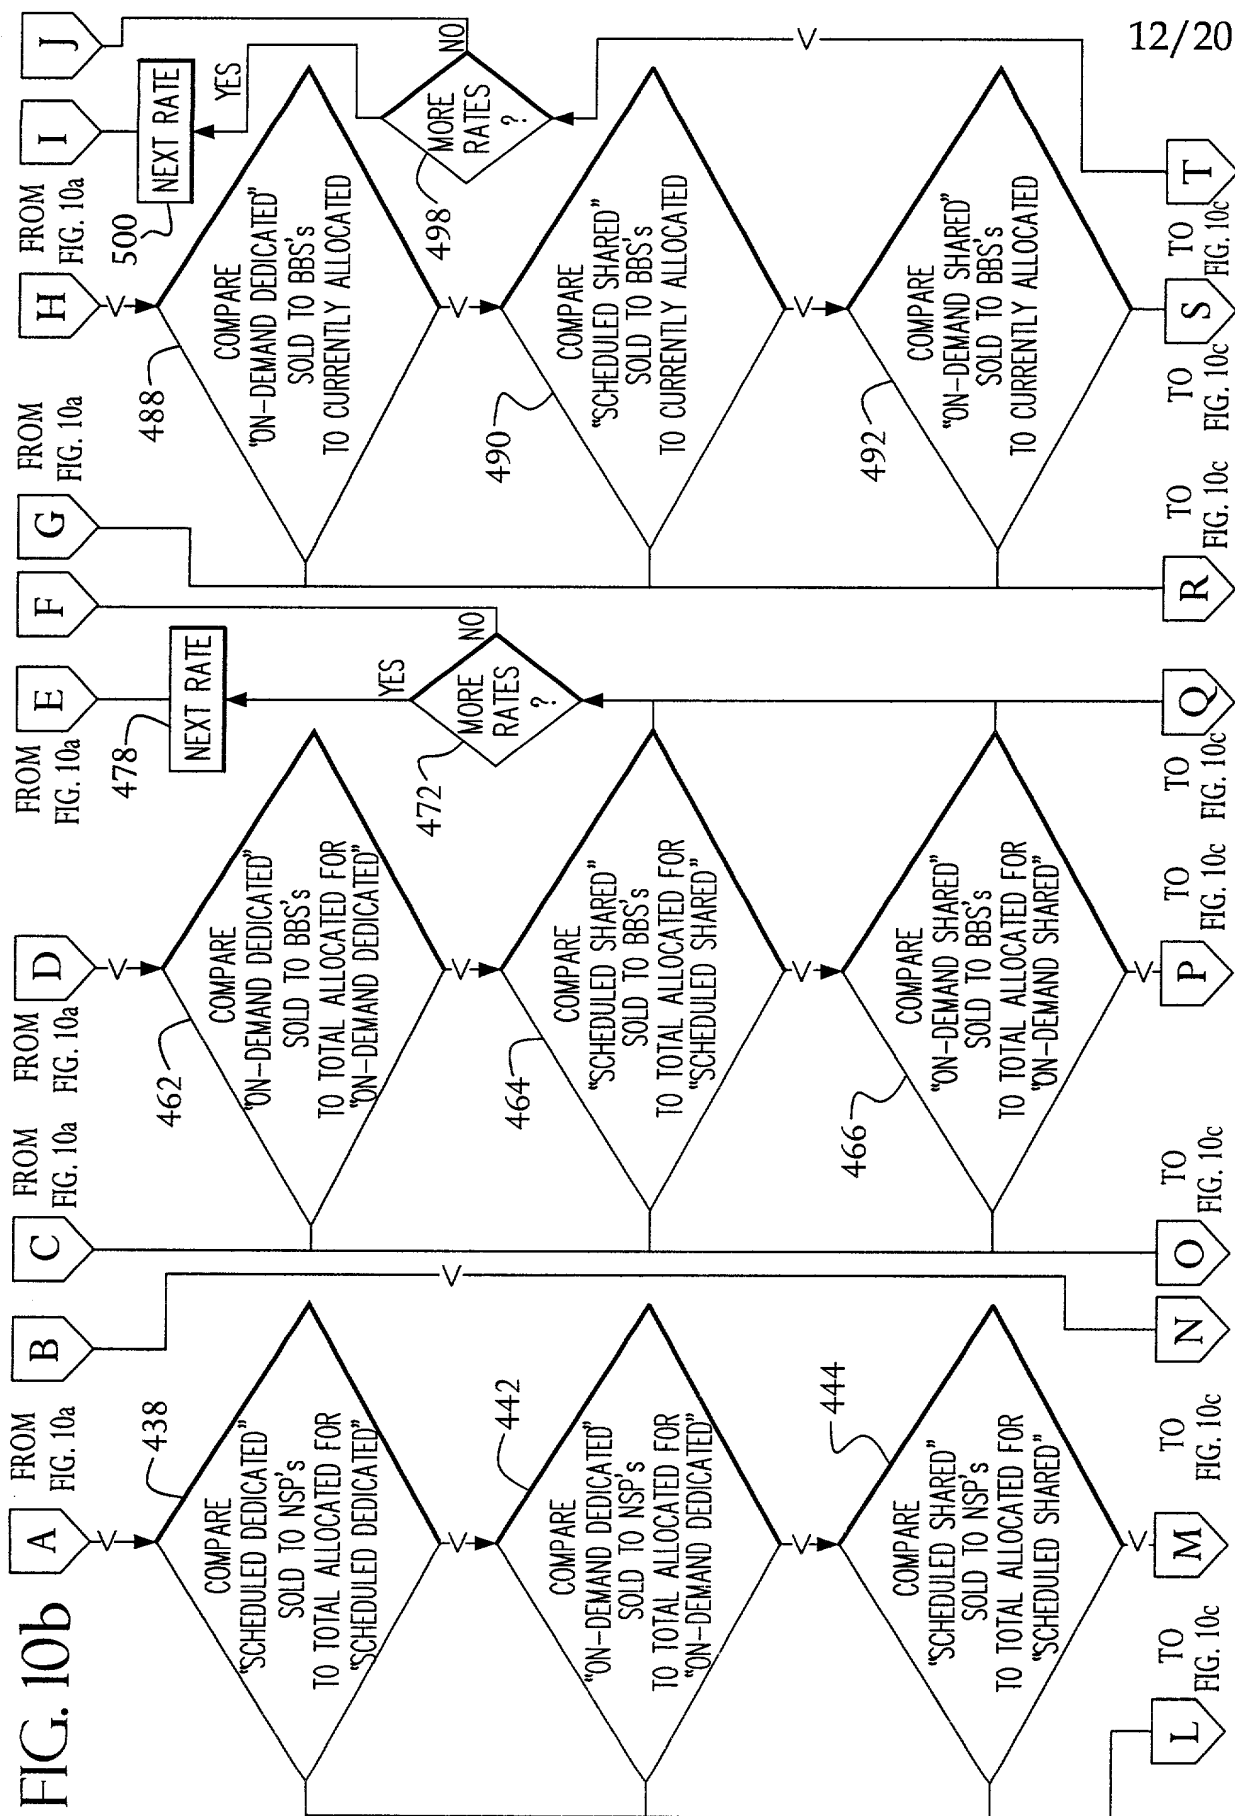 12/20
FIG. 10b
A
FROM
FIG. 10a
B
C
FROM
FIG. 10a
D
FROM
FIG. 10a
E
FROM
FIG. 10a
F
G
FROM
FIG. 10a
H
FROM
FIG. 10a
I
J
438
COMPARE
"SCHEDULED DEDICATED"
SOLD TO NSP's
TO TOTAL ALLOCATED FOR
"SCHEDULED DEDICATED"
442
COMPARE
"ON-DEMAND DEDICATED"
SOLD TO NSP's
TO TOTAL ALLOCATED FOR
"ON-DEMAND DEDICATED"
444
COMPARE
"SCHEDULED SHARED"
SOLD TO NSP's
TO TOTAL ALLOCATED FOR
"SCHEDULED SHARED"
462
COMPARE
"ON-DEMAND DEDICATED"
SOLD TO BBS's
TO TOTAL ALLOCATED FOR
"ON-DEMAND DEDICATED"
464
COMPARE
"SCHEDULED SHARED"
SOLD TO BBS's
TO TOTAL ALLOCATED FOR
"SCHEDULED SHARED"
466
COMPARE
"ON-DEMAND SHARED"
SOLD TO BBS's
TO TOTAL ALLOCATED FOR
"ON-DEMAND SHARED"
478
NEXT RATE
YES
NO
472
MORE
RATES
?
488
COMPARE
"ON-DEMAND DEDICATED"
SOLD TO BBS's
TO CURRENTLY ALLOCATED
490
COMPARE
"SCHEDULED SHARED"
SOLD TO BBS's
TO CURRENTLY ALLOCATED
492
COMPARE
"ON-DEMAND SHARED"
SOLD TO BBS's
TO CURRENTLY ALLOCATED
500
NEXT RATE
YES
NO
498
MORE
RATES
?
L
TO
FIG. 10c
M
TO
FIG. 10c
N
O
TO
FIG. 10c
P
TO
FIG. 10c
Q
TO
FIG. 10c
R
TO
FIG. 10c
S
TO
FIG. 10c
T
TO
FIG. 10c